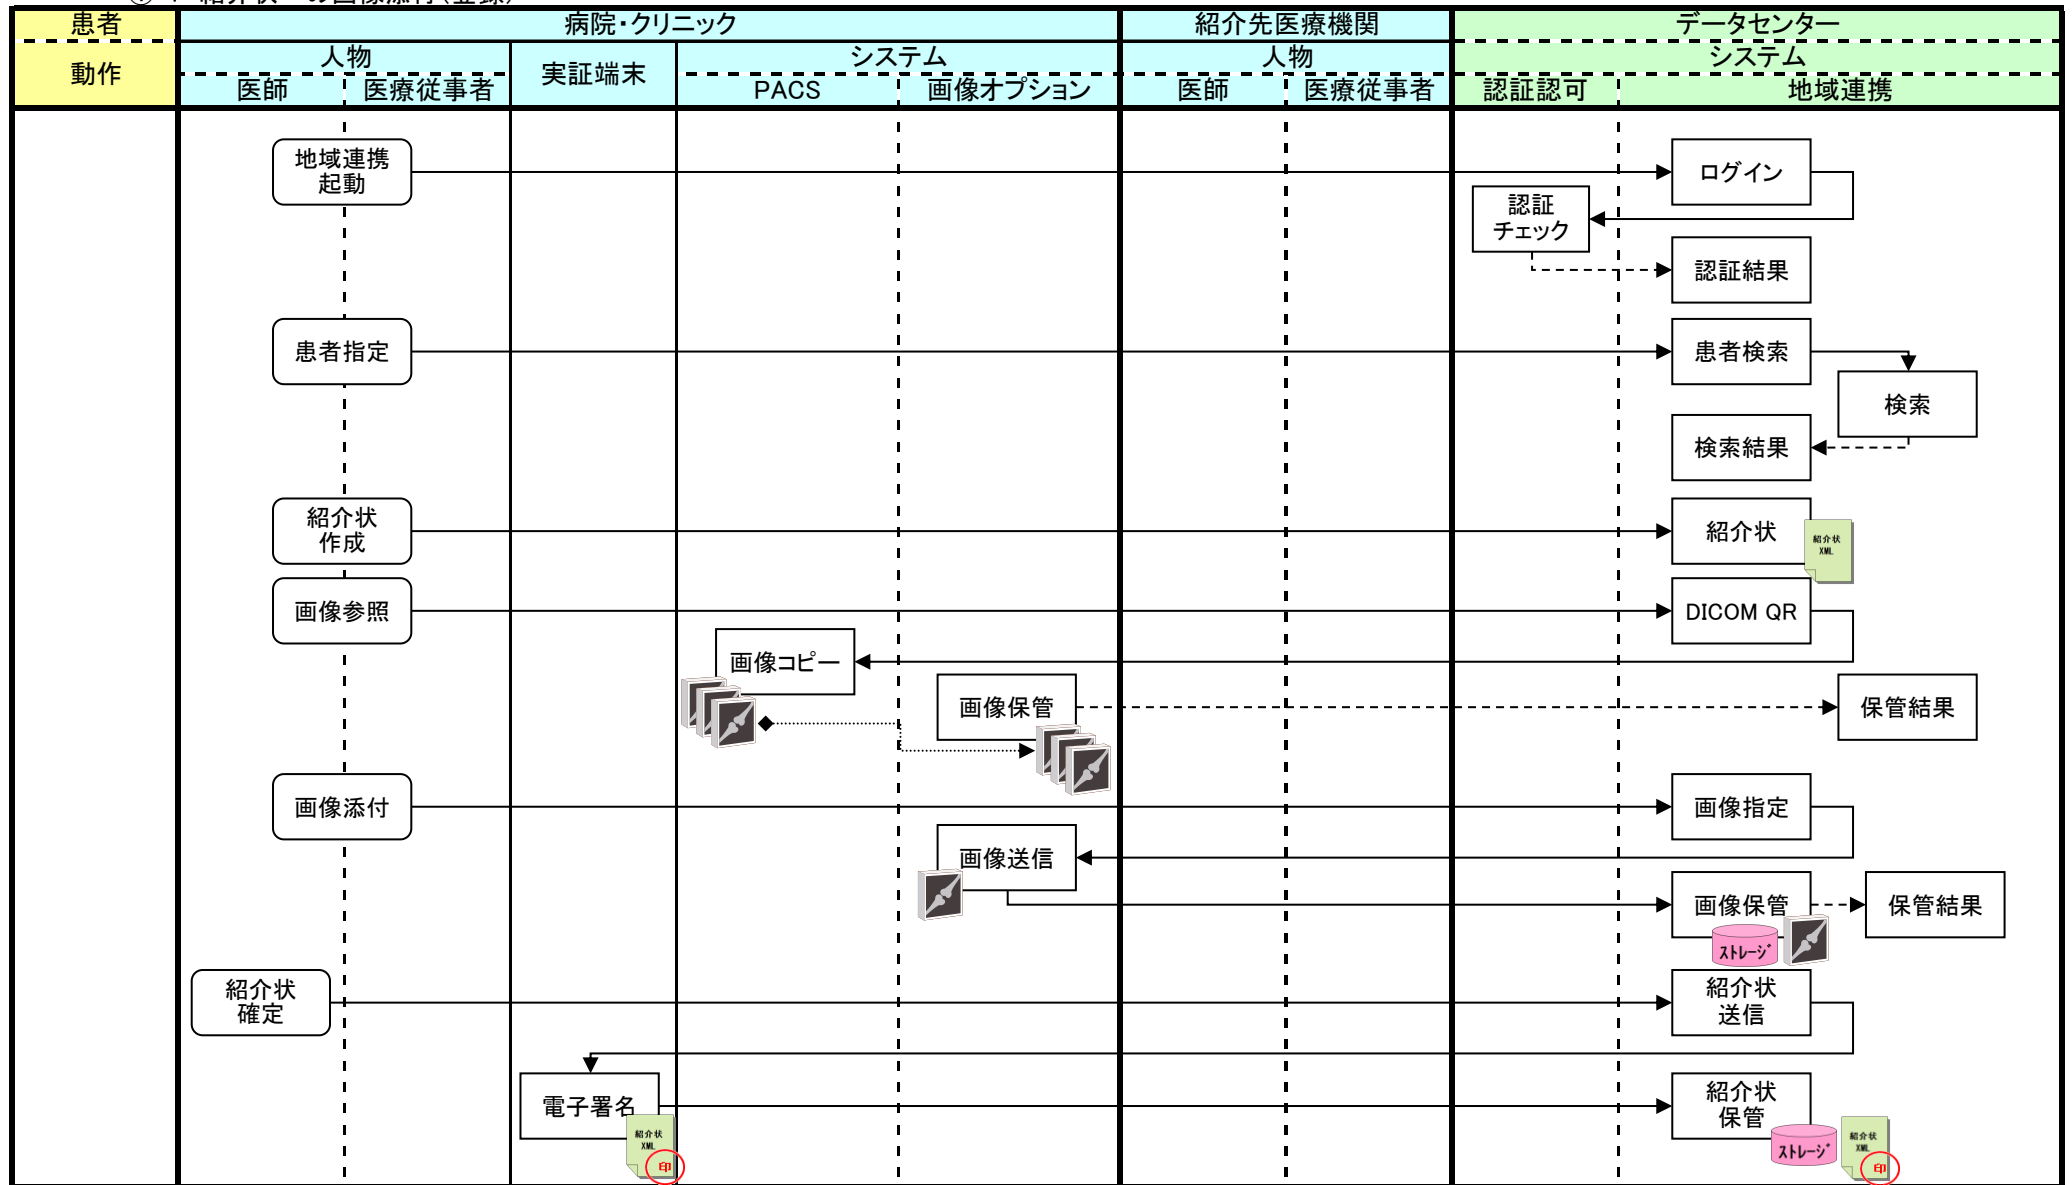 患者
病院・クリニック
紹介先医療機関
データセンター
動作
人物
実証端末
システム
人物
システム
医師
医療従事者
PACS
画像オプション
医師
医療従事者
認証認可
地域連携
地域連携
起動
ログイン
認証
チェック
認証結果
患者指定
患者検索
検索
検索結果
紹介状
作成
紹介状
紹介状
XML
画像参照
DICOM QR
画像コピー
画像保管
保管結果
画像添付
画像指定
画像送信
画像保管
保管結果
ストレージ
紹介状
確定
紹介状
送信
電子署名
紹介状
XML
印
紹介状
保管
ストレージ
紹介状
XML
印